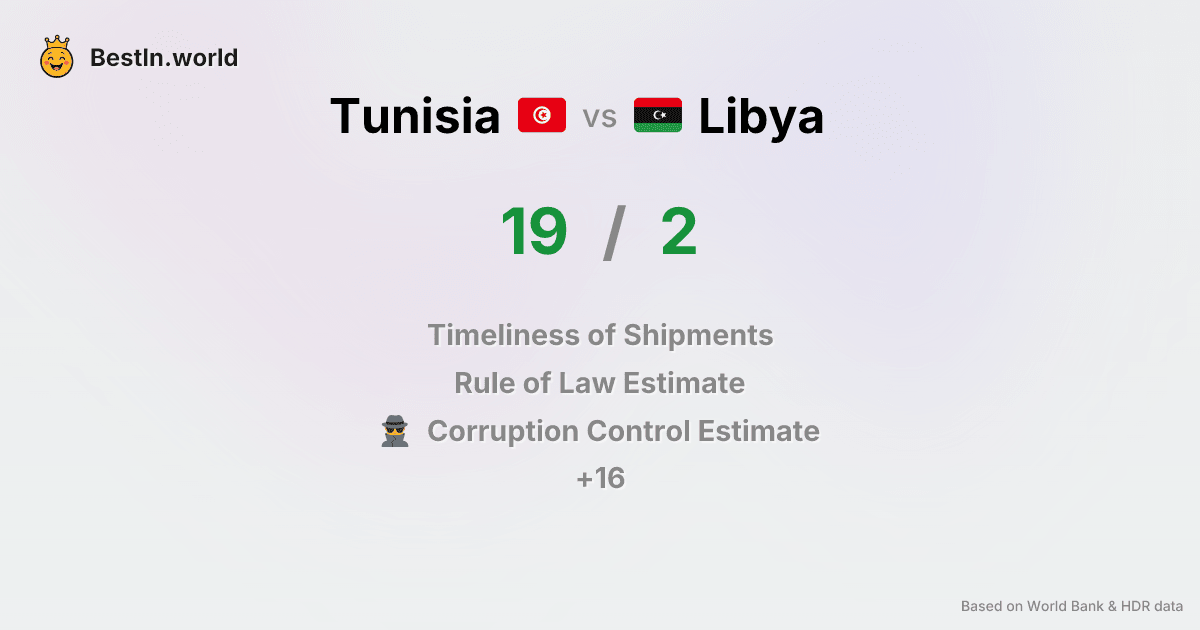 BestIn.world
Tunisia vs Libya
19 / 2
Timeliness of Shipments
Rule of Law Estimate
Corruption Control Estimate
+16
Based on World Bank & HDR data